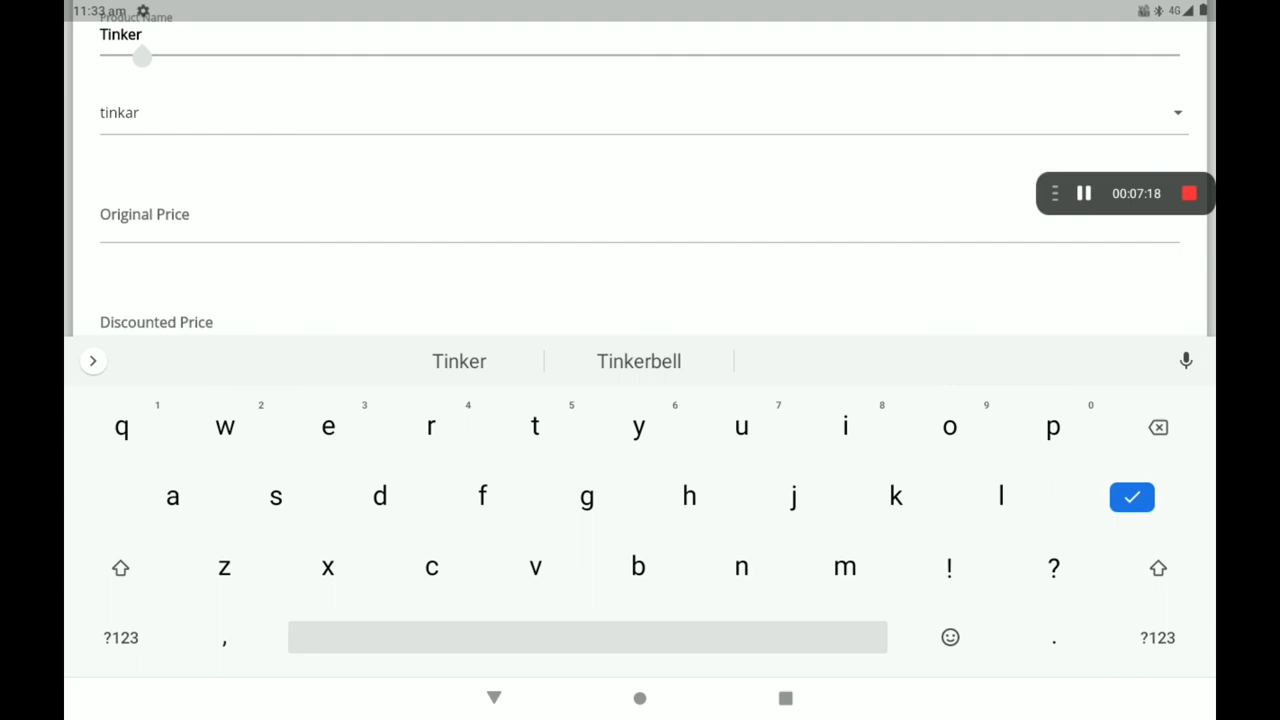 11:33 am 4G
Product Name
Tinker
tinkar
00:07:18
Original Price
Discounted Price
Tinker Tinkerbell
1 2 3 4 5 6 7 8 9 0
q w e r t y u i o p
a s d f g h j k l
z x c v b n m ! ?
?123 , . ?123